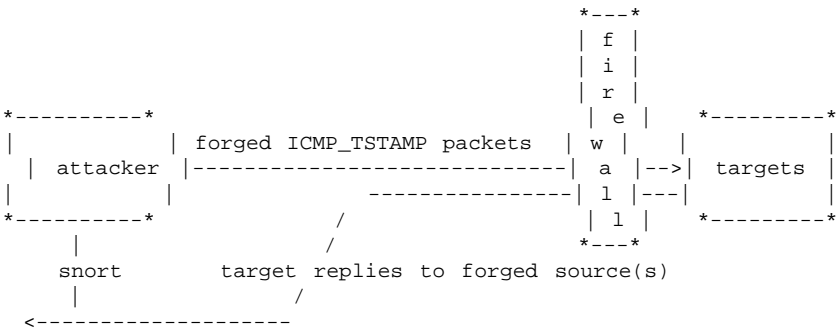 f
i
r
e
forged ICMP_TSTAMP packets w
attacker a targets
l
l
snort target replies to forged source(s)